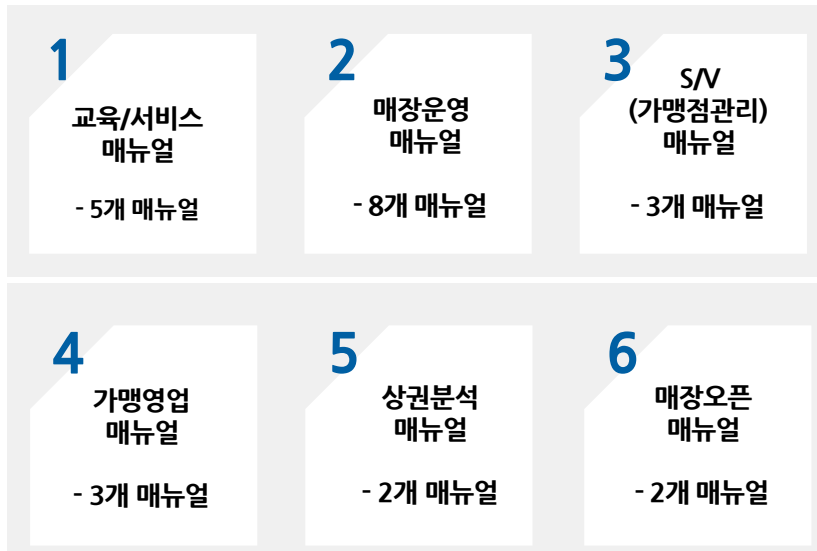 1
교육/서비스
매뉴얼
- 5개 매뉴얼
2
매장운영
매뉴얼
- 8개 매뉴얼
3
S/V
(가맹점관리)
매뉴얼
- 3개 매뉴얼
4
가맹영업
매뉴얼
- 3개 매뉴얼
5
상권분석
매뉴얼
- 2개 매뉴얼
6
매장오픈
매뉴얼
- 2개 매뉴얼